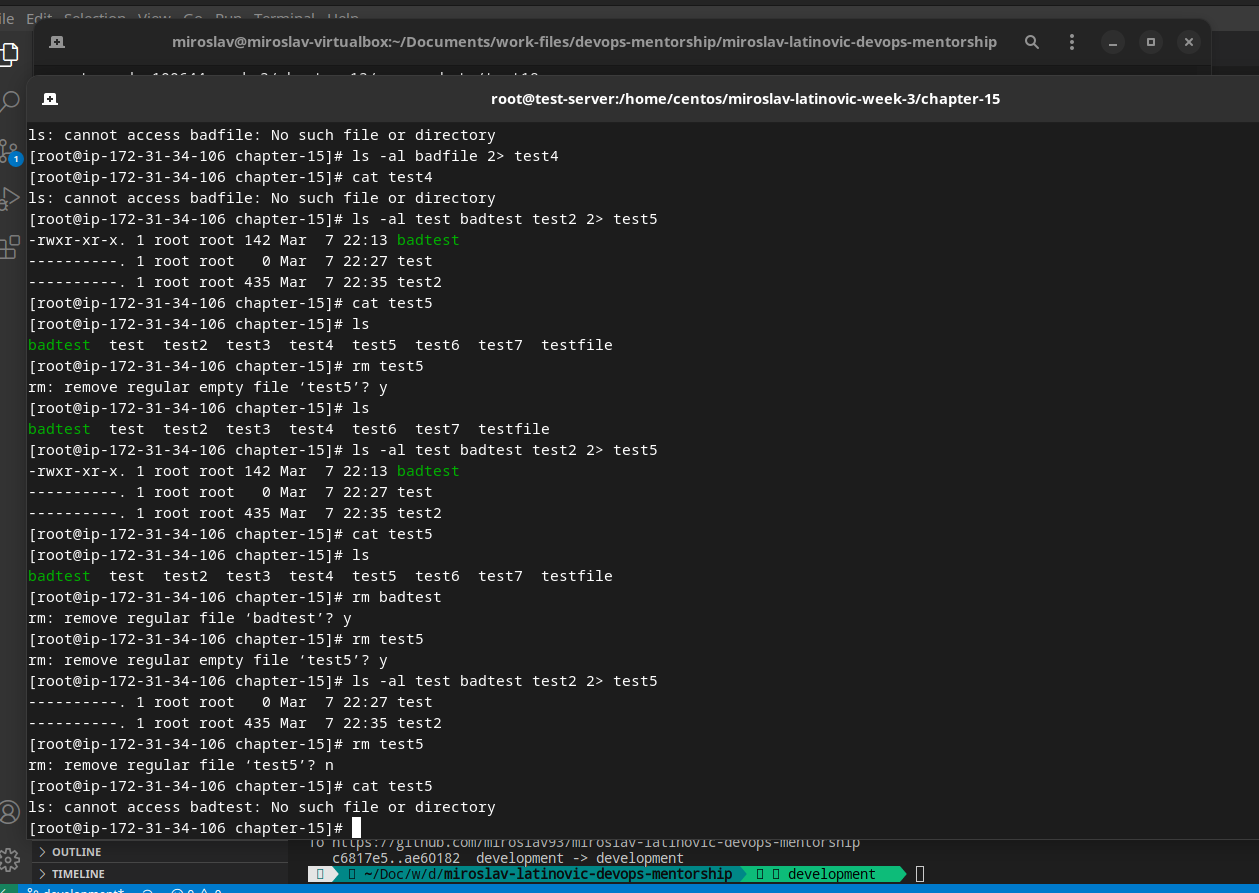 ile Edit Selection View Go Run Terminal Help
miroslav@miroslav-virtualbox:~/Documents/work-files/devops-mentorship/miroslav-latinovic-devops-mentorship
root@test-server:/home/centos/miroslav-latinovic-week-3/chapter-15
ls: cannot access badfile: No such file or directory
[root@ip-172-31-34-106 chapter-15]# ls -al badfile 2> test4
[root@ip-172-31-34-106 chapter-15]# cat test4
ls: cannot access badfile: No such file or directory
[root@ip-172-31-34-106 chapter-15]# ls -al test badtest test2 2> test5
-rwxr-xr-x. 1 root root 142 Mar  7 22:13 badtest
----------. 1 root root   0 Mar  7 22:27 test
----------. 1 root root 435 Mar  7 22:35 test2
[root@ip-172-31-34-106 chapter-15]# cat test5
[root@ip-172-31-34-106 chapter-15]# ls
badtest  test  test2  test3  test4  test5  test6  test7  testfile
[root@ip-172-31-34-106 chapter-15]# rm test5
rm: remove regular empty file ‘test5’? y
[root@ip-172-31-34-106 chapter-15]# ls
badtest  test  test2  test3  test4  test6  test7  testfile
[root@ip-172-31-34-106 chapter-15]# ls -al test badtest test2 2> test5
-rwxr-xr-x. 1 root root 142 Mar  7 22:13 badtest
----------. 1 root root   0 Mar  7 22:27 test
----------. 1 root root 435 Mar  7 22:35 test2
[root@ip-172-31-34-106 chapter-15]# cat test5
[root@ip-172-31-34-106 chapter-15]# ls
badtest  test  test2  test3  test4  test5  test6  test7  testfile
[root@ip-172-31-34-106 chapter-15]# rm badtest
rm: remove regular file ‘badtest’? y
[root@ip-172-31-34-106 chapter-15]# rm test5
rm: remove regular empty file ‘test5’? y
[root@ip-172-31-34-106 chapter-15]# ls -al test badtest test2 2> test5
----------. 1 root root   0 Mar  7 22:27 test
----------. 1 root root 435 Mar  7 22:35 test2
[root@ip-172-31-34-106 chapter-15]# rm test5
rm: remove regular file ‘test5’? n
[root@ip-172-31-34-106 chapter-15]# cat test5
ls: cannot access badtest: No such file or directory
[root@ip-172-31-34-106 chapter-15]#
1
To https://github.com/miroslav93/miroslav-latinovic-devops-mentorship
OUTLINE
c6817e5..ae60182  development -> development
TIMELINE
~/Doc/w/d/miroslav-latinovic-devops-mentorship development